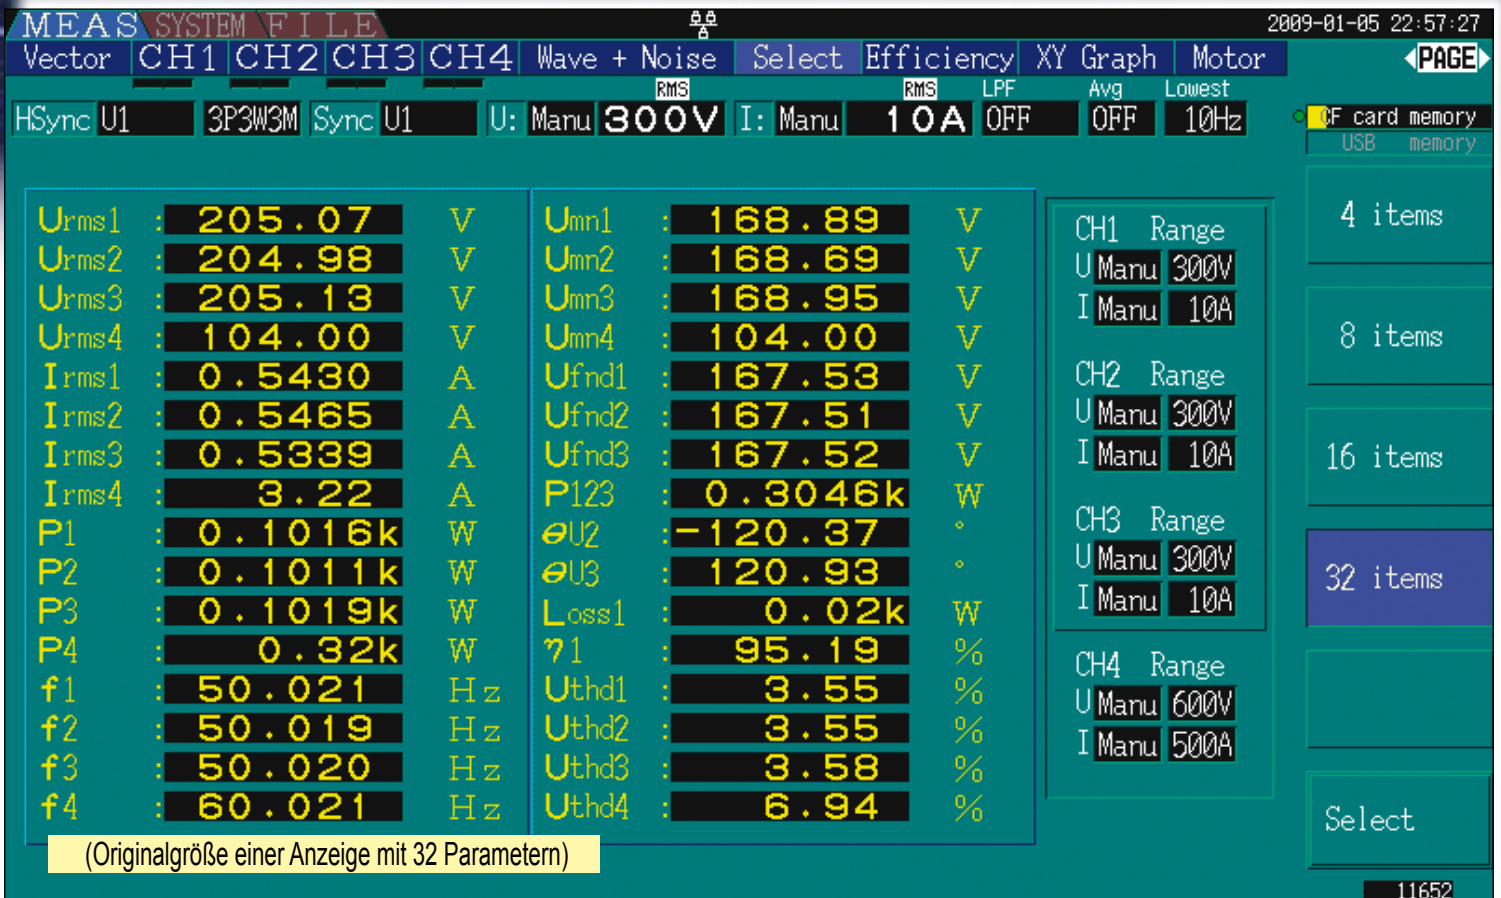 MEAS SYSTEM FILE 2009-01-05 22:57:27
Vector CH1 CH2 CH3 CH4 Wave + Noise Select Efficiency XY Graph Motor PAGE
RMS RMS LPF Avg Lowest
HSync U1 3P3W3M Sync U1 U: Manu 300V I: Manu 10A OFF OFF 10Hz
CF card memory
USB memory
Urms1 : 205.07 V
Urms2 : 204.98 V
Urms3 : 205.13 V
Urms4 : 104.00 V
Irms1 : 0.5430 A
Irms2 : 0.5465 A
Irms3 : 0.5339 A
Irms4 : 3.22 A
P1 : 0.1016k W
P2 : 0.1011k W
P3 : 0.1019k W
P4 : 0.32k W
f1 : 50.021 Hz
f2 : 50.019 Hz
f3 : 50.020 Hz
f4 : 60.021 Hz
Umn1 : 168.89 V
Umn2 : 168.69 V
Umn3 : 168.95 V
Umn4 : 104.00 V
Ufnd1 : 167.53 V
Ufnd2 : 167.51 V
Ufnd3 : 167.52 V
P123 : 0.3046k W
θU2 : -120.37 °
θU3 : 120.93 °
Loss1 : 0.02k W
η1 : 95.19 %
Uthd1 : 3.55 %
Uthd2 : 3.55 %
Uthd3 : 3.58 %
Uthd4 : 6.94 %
CH1 Range
U Manu 300V
I Manu 10A
CH2 Range
U Manu 300V
I Manu 10A
CH3 Range
U Manu 300V
I Manu 10A
CH4 Range
U Manu 600V
I Manu 500A
4 items
8 items
16 items
32 items
Select
(Originalgröße einer Anzeige mit 32 Parametern)
11652